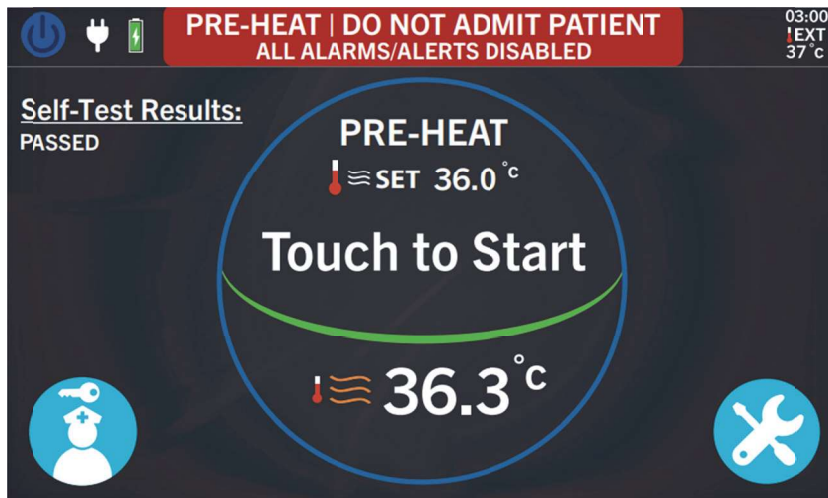 PRE-HEAT | DO NOT ADMIT PATIENT
ALL ALARMS/ALERTS DISABLED
03:00
EXT
37 °c
Self-Test Results:
PASSED
PRE-HEAT
SET 36.0 °c
Touch to Start
36.3 °c